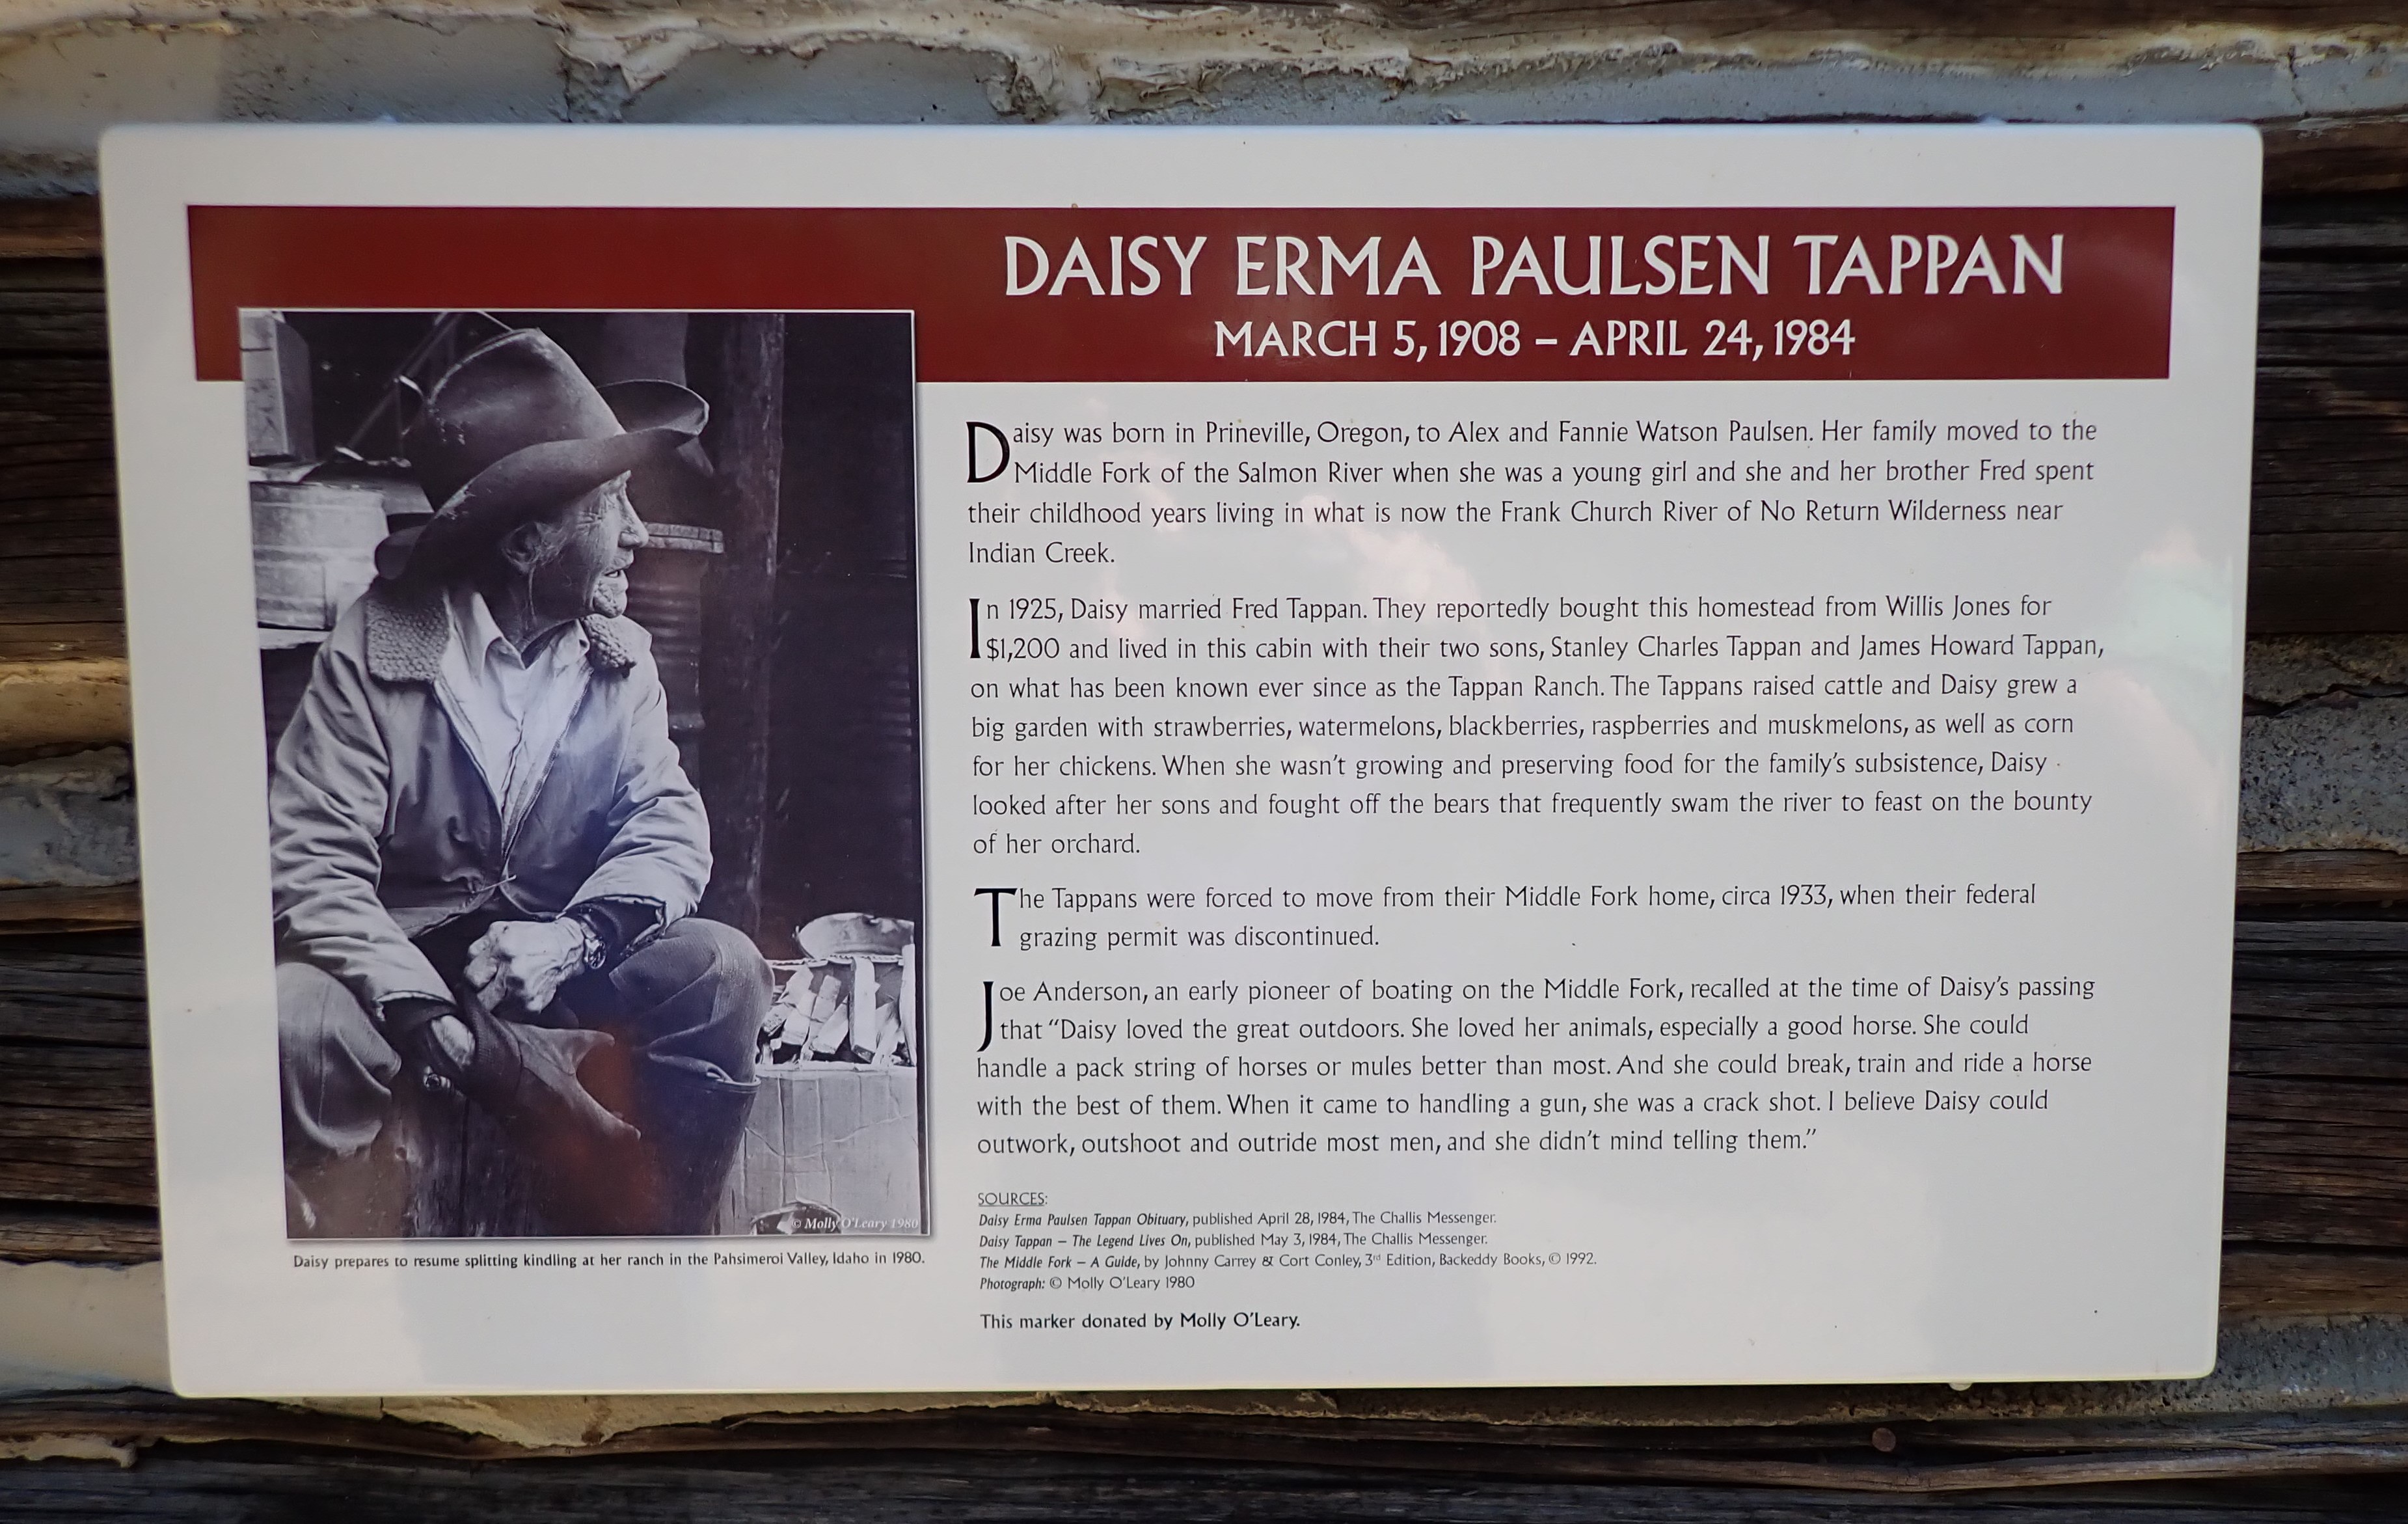 DAISY ERMA PAULSEN TAPPAN
MARCH 5, 1908 – APRIL 24, 1984
Daisy was born in Prineville, Oregon, to Alex and Fannie Watson Paulsen. Her family moved to the
Middle Fork of the Salmon River when she was a young girl and she and her brother Fred spent
their childhood years living in what is now the Frank Church River of No Return Wilderness near
Indian Creek.
In 1925, Daisy married Fred Tappan. They reportedly bought this homestead from Willis Jones for
$1,200 and lived in this cabin with their two sons, Stanley Charles Tappan and James Howard Tappan,
on what has been known ever since as the Tappan Ranch. The Tappans raised cattle and Daisy grew a
big garden with strawberries, watermelons, blackberries, raspberries and muskmelons, as well as corn
for her chickens. When she wasn't growing and preserving food for the family's subsistence, Daisy
looked after her sons and fought off the bears that frequently swam the river to feast on the bounty
of her orchard.
The Tappans were forced to move from their Middle Fork home, circa 1933, when their federal
grazing permit was discontinued.
Joe Anderson, an early pioneer of boating on the Middle Fork, recalled at the time of Daisy's passing
that “Daisy loved the great outdoors. She loved her animals, especially a good horse. She could
handle a pack string of horses or mules better than most. And she could break, train and ride a horse
with the best of them. When it came to handling a gun, she was a crack shot. I believe Daisy could
outwork, outshoot and outride most men, and she didn't mind telling them.”
SOURCES:
Daisy Erma Paulsen Tappan Obituary, published April 28, 1984, The Challis Messenger.
Daisy Tappan – The Legend Lives On, published May 3, 1984, The Challis Messenger.
The Middle Fork – A Guide, by Johnny Carrey & Cort Conley, 3rd Edition, Backeddy Books, © 1992.
Photograph: © Molly O'Leary 1980
This marker donated by Molly O'Leary.
© Molly O'Leary 1980
Daisy prepares to resume splitting kindling at her ranch in the Pahsimeroi Valley, Idaho in 1980.